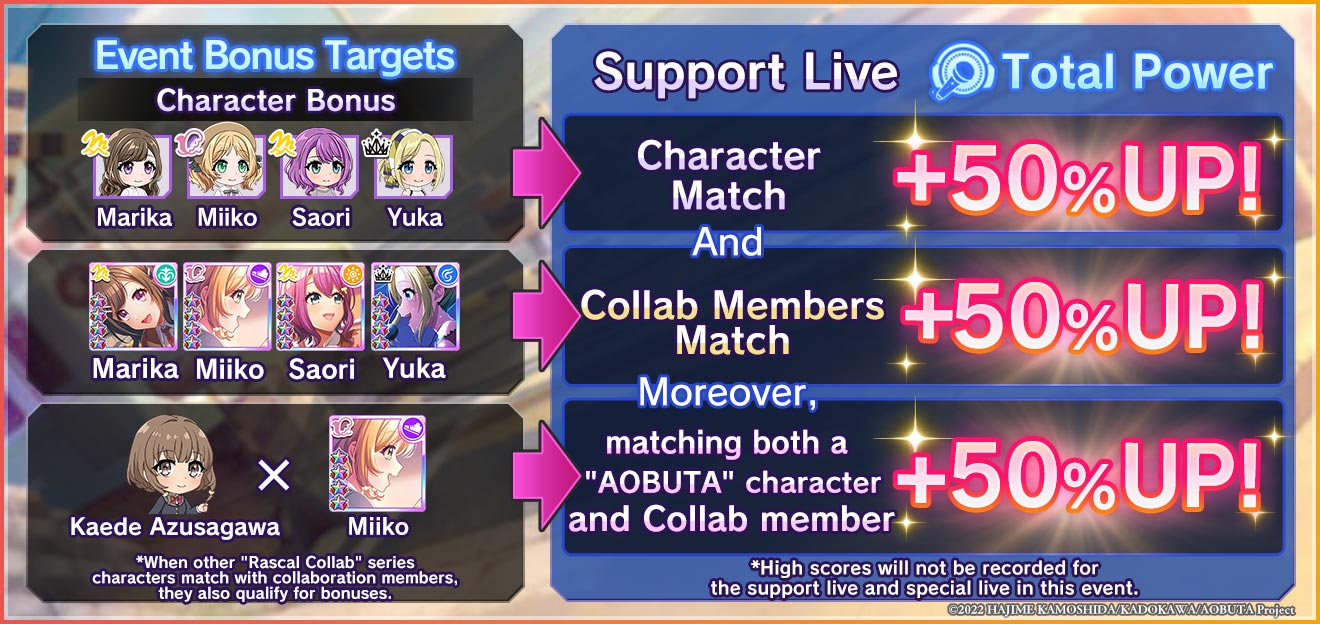 Event Bonus Targets
Character Bonus
Marika Miiko Saori Yuka
Marika Miiko Saori Yuka
Kaede Azusagawa × Miiko
*When other "Rascal Collab" series
characters match with collaboration members,
they also qualify for bonuses.
Support Live Total Power
Character
Match
+50%UP!
And
Collab Members
Match
+50%UP!
Moreover,
matching both a
"AOBUTA" character
and Collab member
+50%UP!
*High scores will not be recorded for
the support live and special live in this event.
©2022 HAJIME KAMOSHIDA/KADOKAWA/AOBUTA Project